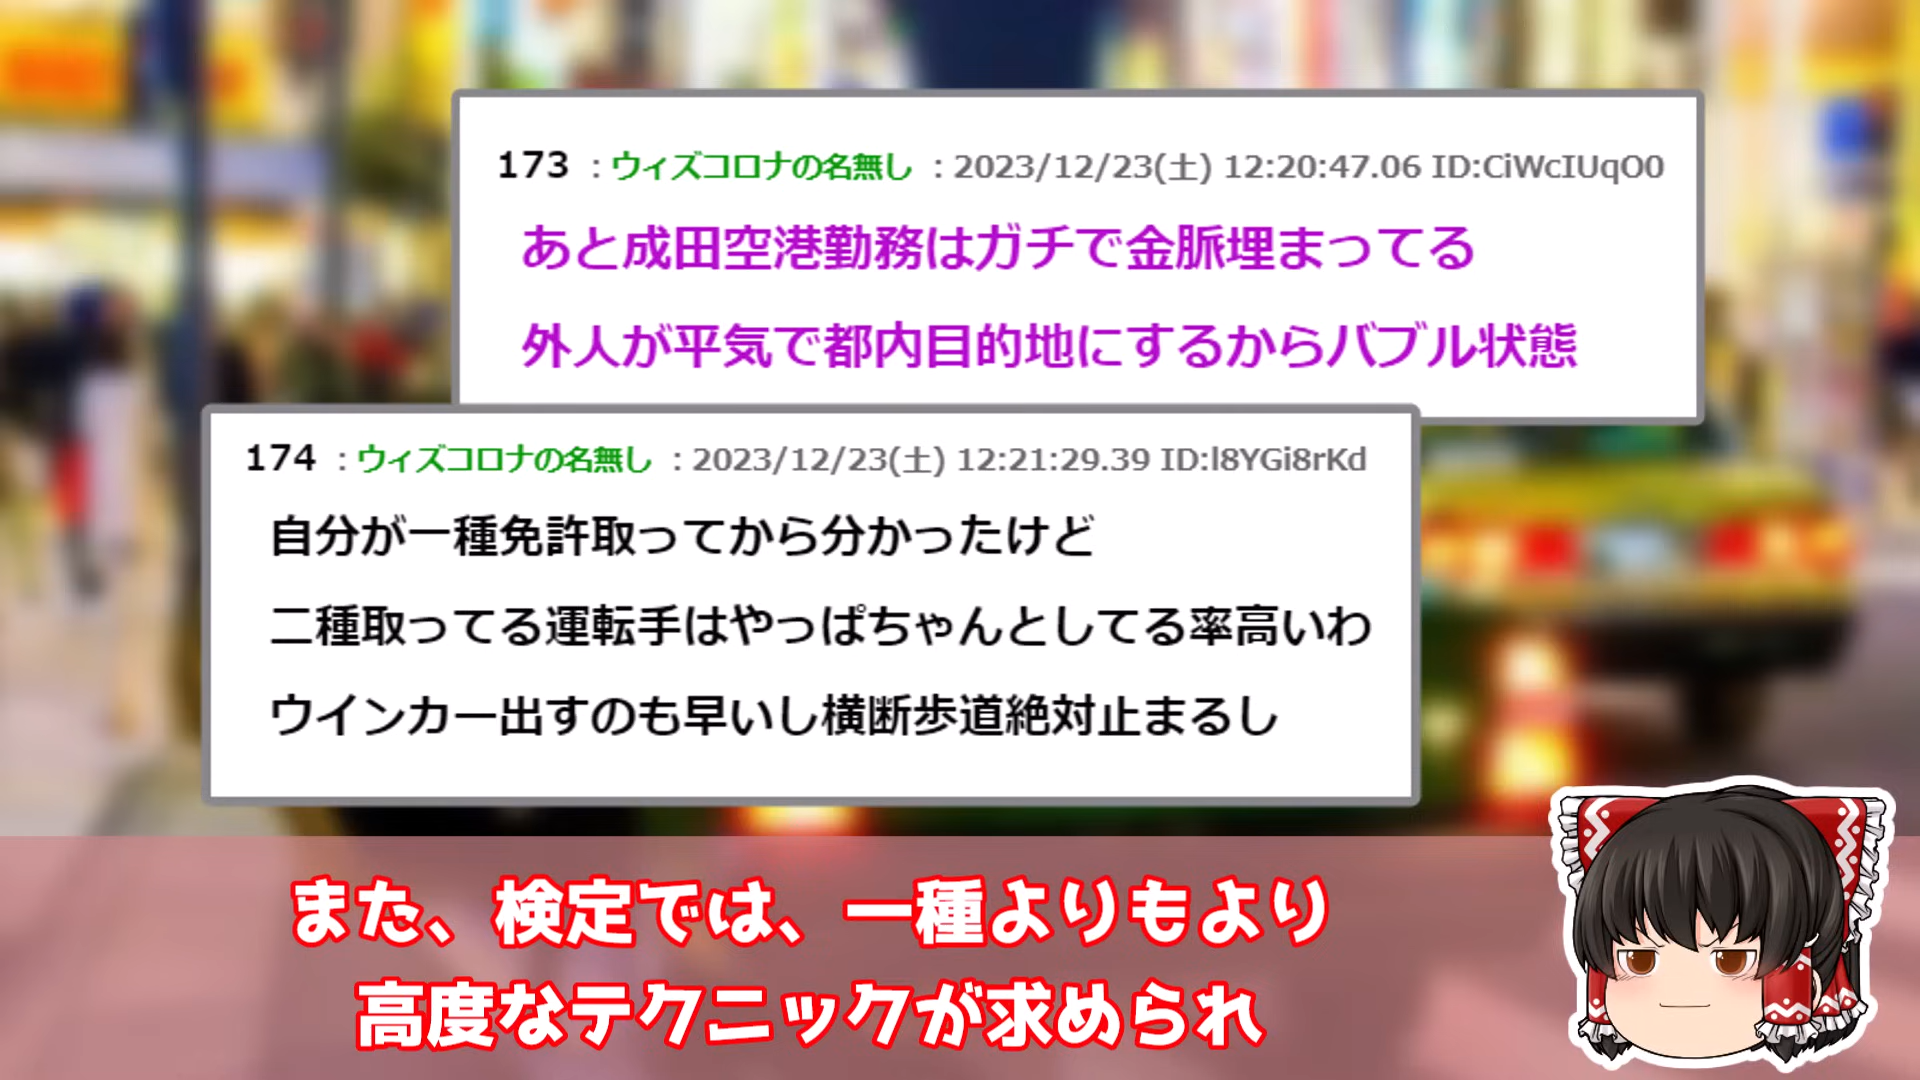 173 ：ウィズコロナの名無し ：2023/12/23(土) 12:20:47.06 ID:CiWcIUqO0
あと成田空港勤務はガチで金脈埋まってる
外人が平気で都内目的地にするからバブル状態
174 ：ウィズコロナの名無し ：2023/12/23(土) 12:21:29.39 ID:l8YGi8rKd
自分が一種免許取ってから分かったけど
二種取ってる運転手はやっぱちゃんとしてる率高いわ
ウインカー出すのも早いし横断歩道絶対止まるし
また、検定では、一種よりもより
高度なテクニックが求められ